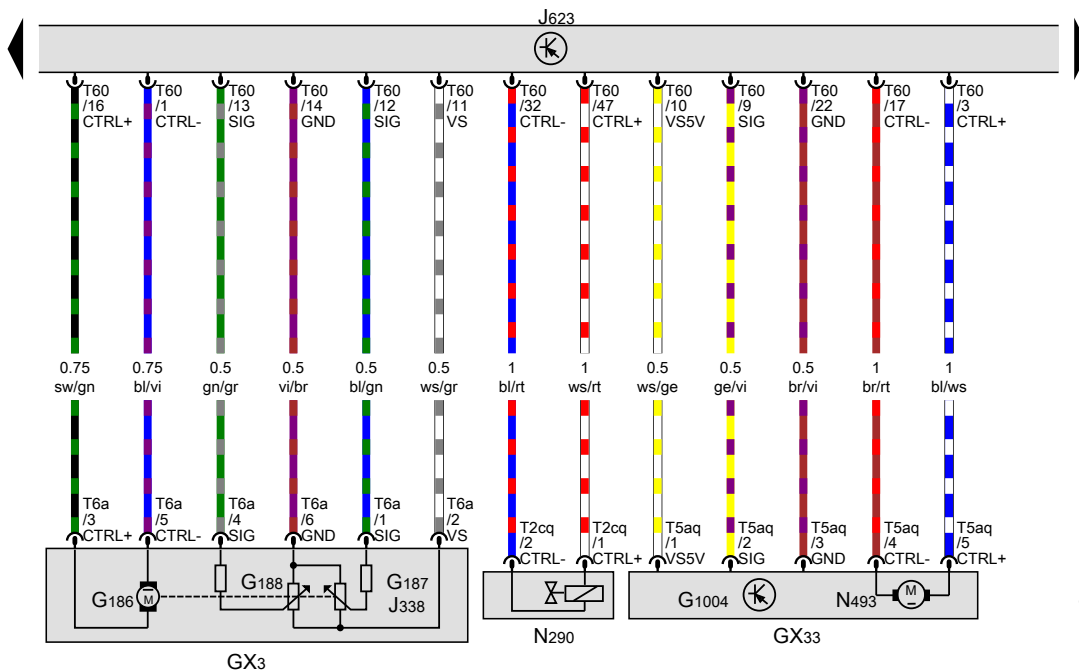 J623
T60 T60 T60 T60 T60 T60 T60 T60 T60 T60 T60 T60 T60
/16 /1 /13 /14 /12 /11 /32 /47 /10 /9 /22 /17 /3
CTRL+ CTRL- SIG GND SIG VS CTRL- CTRL+ VS5V SIG GND CTRL- CTRL+
0.75 0.75 0.5 0.5 0.5 0.5 1 1 0.5 0.5 0.5 1 1
sw/gn bl/vi gn/gr vi/br bl/gn ws/gr bl/rt ws/rt ws/ge ge/vi br/vi br/rt bl/ws
T6a T6a T6a T6a T6a T6a
/3 /5 /4 /6 /1 /2
CTRL+ CTRL- SIG GND SIG VS
T2cq T2cq T5aq T5aq T5aq T5aq T5aq
/2 /1 /1 /2 /3 /4 /5
CTRL- CTRL+ VS5V SIG GND CTRL- CTRL+
G186 M G188 G187
J338
G1004 N493 M
GX3 N290 GX33